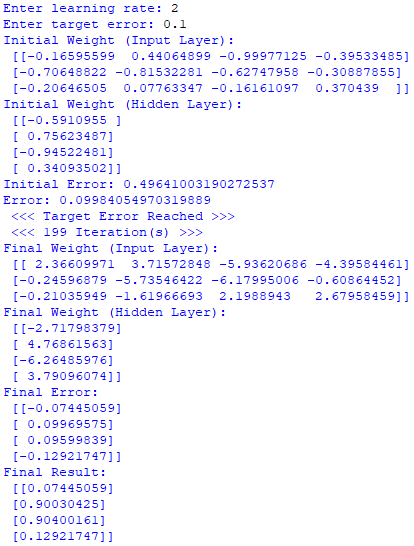 Enter learning rate: 2
Enter target error: 0.1
Initial Weight (Input Layer):
[[-0.16595599 0.44064899 -0.99977125 -0.39533485]
[-0.70648822 -0.81532281 -0.62747958 -0.30887855]
[-0.20646505 0.07763347 -0.16161097 0.370439 ]]
Initial Weight (Hidden Layer):
[[-0.5910955 ]
[ 0.75623487]
[-0.94522481]
[ 0.34093502]]
Initial Error: 0.49641003190272537
Error: 0.09984054970319889
<<< Target Error Reached >>>
<<< 199 Iteration(s) >>>
Final Weight (Input Layer):
[[ 2.36609971 3.71572848 -5.93620686 -4.39584461]
[-0.24596879 -5.73546422 -6.17995006 -0.60864452]
[-0.21035949 -1.61966693 2.1988943 2.67958459]]
Final Weight (Hidden Layer):
[[-2.71798379]
[ 4.76861563]
[-6.26485976]
[ 3.79096074]]
Final Error:
[[-0.07445059]
[ 0.09969575]
[ 0.09599839]
[-0.12921747]]
Final Result:
[[0.07445059]
[0.90030425]
[0.90400161]
[0.12921747]]